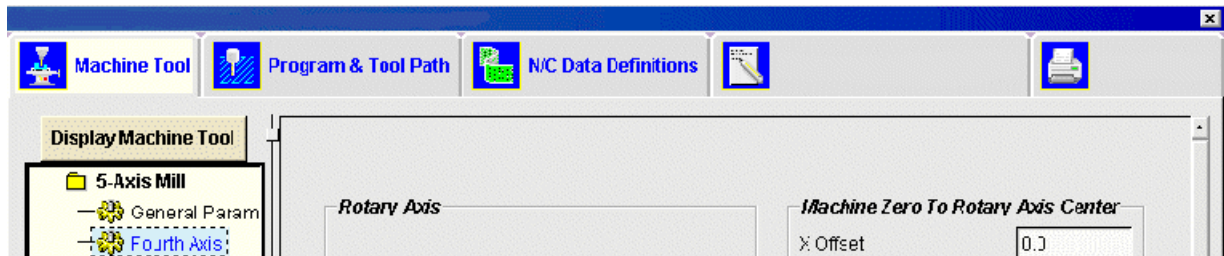 Machine Tool Program & Tool Path N/C Data Definitions
Display Machine Tool
5-Axis Mill
General Param
Fourth Axis
Rotary Axis
Machine Zero To Rotary Axis Center
X Offset 0.0